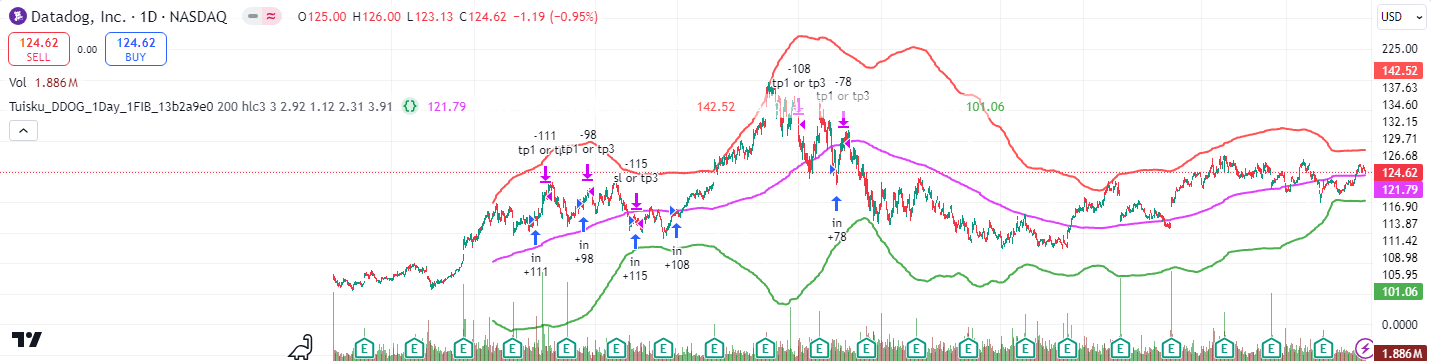 Datadog, Inc. · 1D · NASDAQ O125.00 H126.00 L123.13 C124.62 −1.19 (−0.95%)
USD
124.62
SELL
0.00
124.62
BUY
Vol 1.886 M
Tuisku_DDOG_1Day_1FIB_13b2a9e0 200 hlc3 3 2.92 1.12 2.31 3.91 121.79 142.52 101.06
225.00
142.52
137.63
134.60
132.15
129.71
126.68
124.62
121.79
116.90
113.87
111.42
108.98
105.95
101.06
0.0000
1.886 M
-111
-98
tp1 or tp3
-115
sl or tp3
-108
tp1 or tp3
-78
tp1 or tp3
in
+111
in
+98
in
+115
in
+108
in
+78
E E E E E E E E E E E E E E E E E E E E